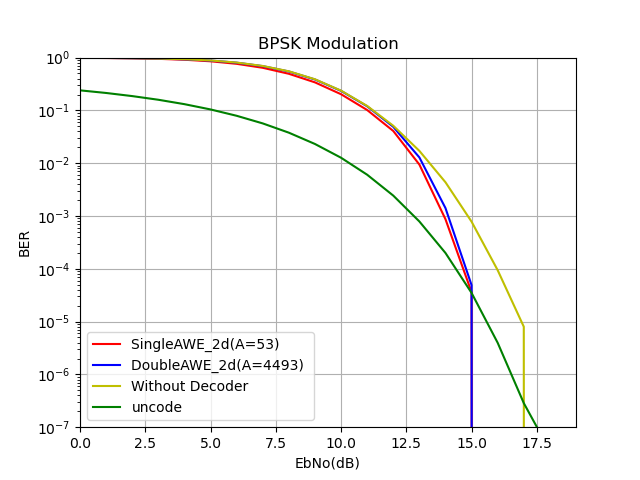 BPSK Modulation
10^0
10^-1
10^-2
10^-3
10^-4
10^-5
10^-6
10^-7
BER
SingleAWE_2d(A=53)
DoubleAWE_2d(A=4493)
Without Decoder
uncode
0.0 2.5 5.0 7.5 10.0 12.5 15.0 17.5
EbNo(dB)